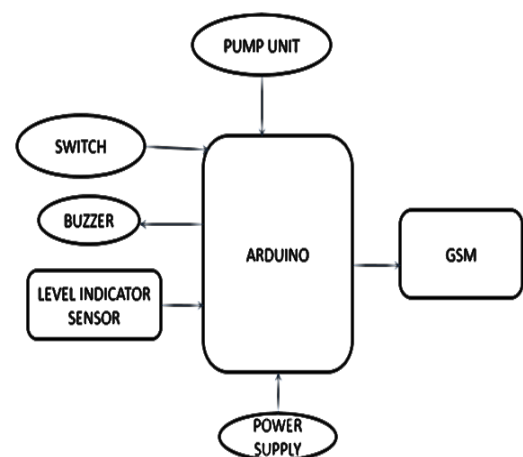 PUMP UNIT
SWITCH
BUZZER
ARDUINO
GSM
LEVEL INDICATOR
SENSOR
POWER
SUPPLY